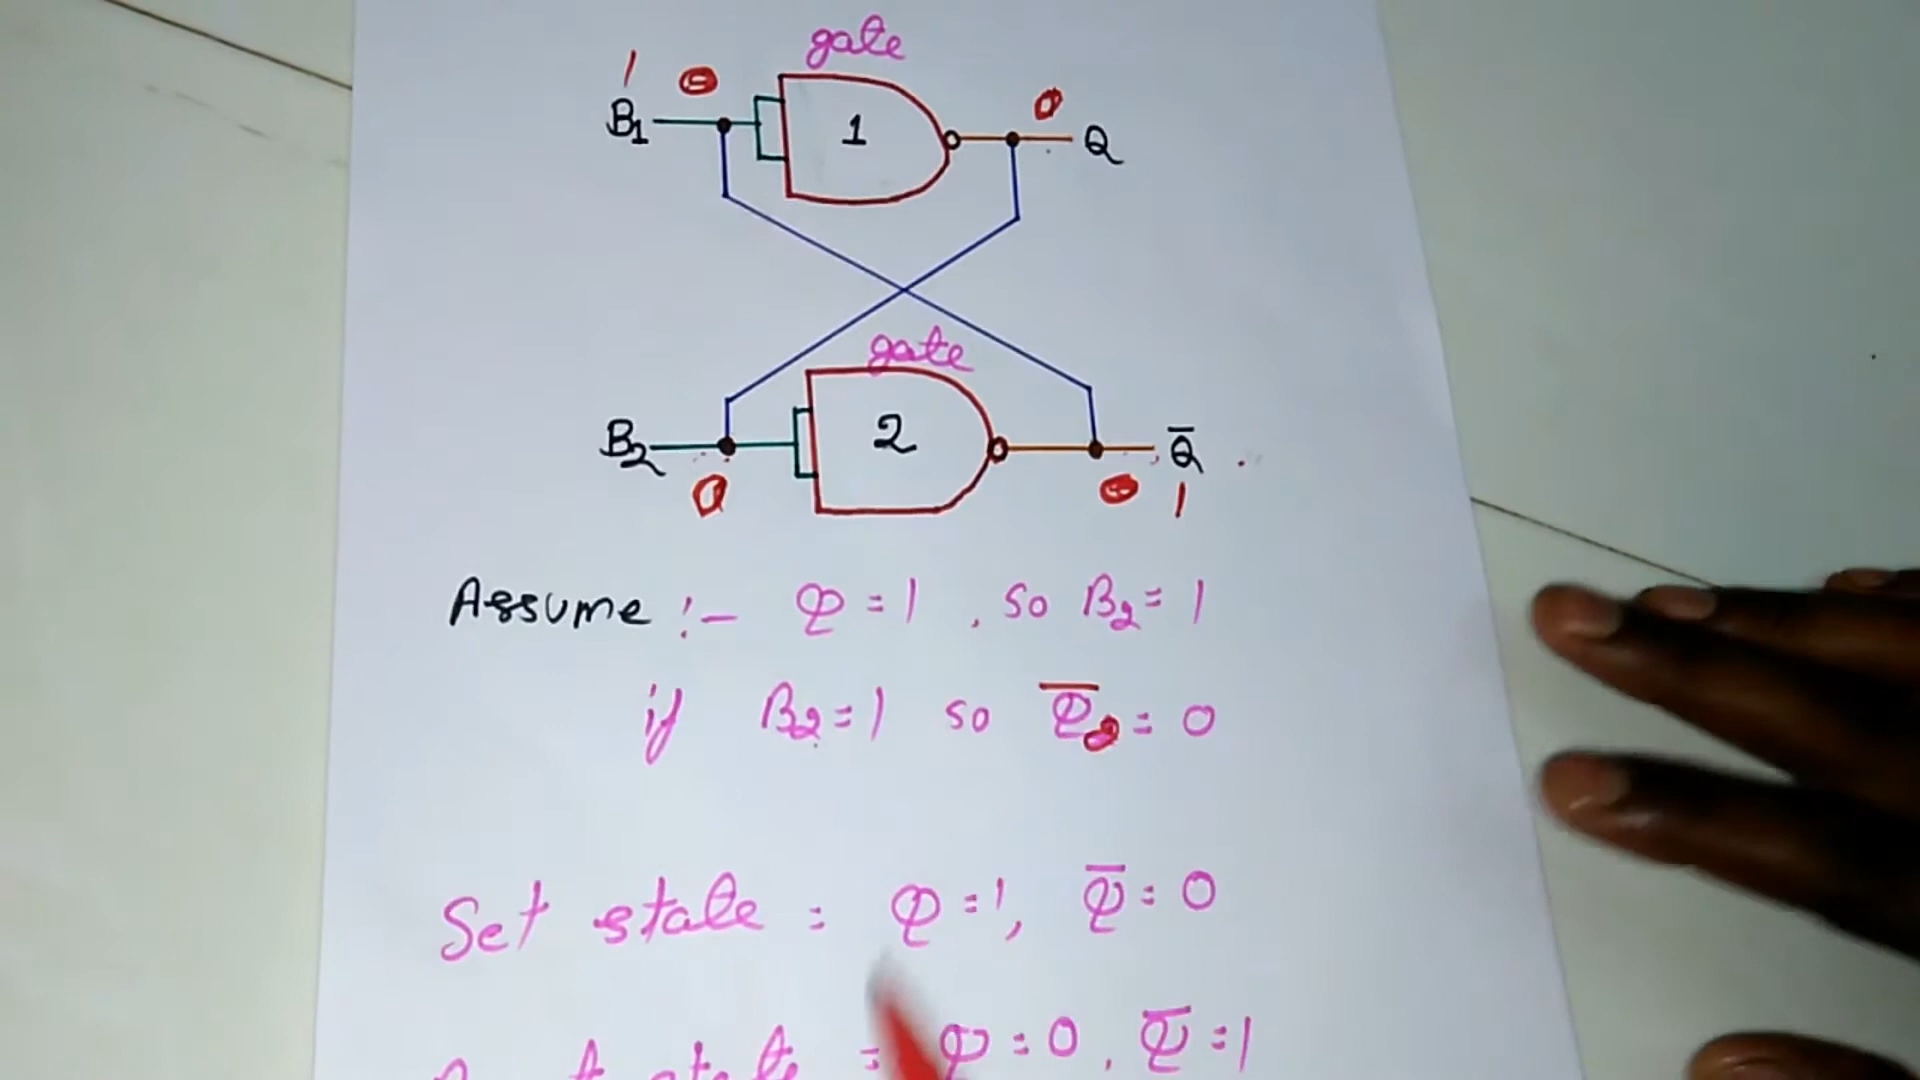 gate
1
B1 1 Q
gate
B2 2 Q̅
1
Assume :- Q = 1, so B2 = 1
if B2 = 1 so Q̅ = 0
Set state = Q = 1, Q̅ = 0
state = Q = 0, Q̅ = 1